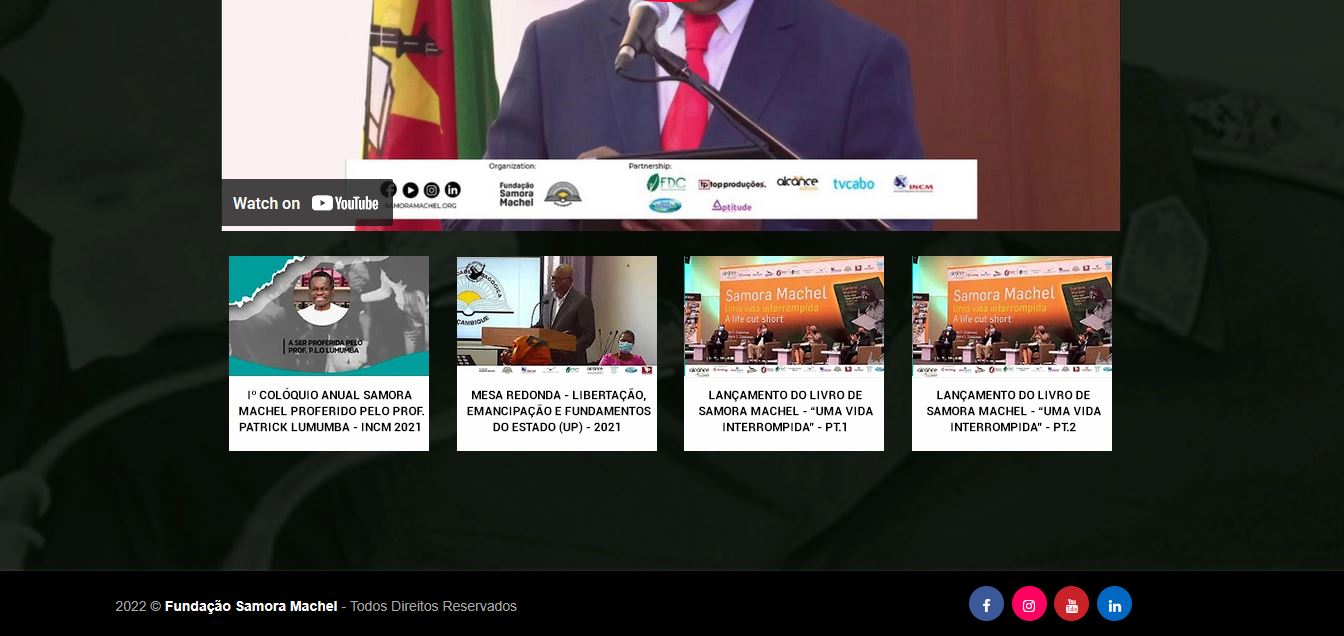 Organization:
Partnership:
Fundação
Samora
Machel
FDC
top produções.
alcance
tvcabo
INCM
SAMORAMACHEL.ORG
Aptitude
Watch on YouTube
A SER PROFERIDA PELO
PROF. P.LO LUMUMBA
Iº COLÓQUIO ANUAL SAMORA
MACHEL PROFERIDO PELO PROF.
PATRICK LUMUMBA - INCM 2021
MESA REDONDA - LIBERTAÇÃO,
EMANCIPAÇÃO E FUNDAMENTOS
DO ESTADO (UP) - 2021
Samora Machel
Uma vida interrompida
A life cut short
LANÇAMENTO DO LIVRO DE
SAMORA MACHEL - “UMA VIDA
INTERROMPIDA” - PT.1
Samora Machel
Uma vida interrompida
A life cut short
LANÇAMENTO DO LIVRO DE
SAMORA MACHEL - “UMA VIDA
INTERROMPIDA” - PT.2
2022 © Fundação Samora Machel - Todos Direitos Reservados